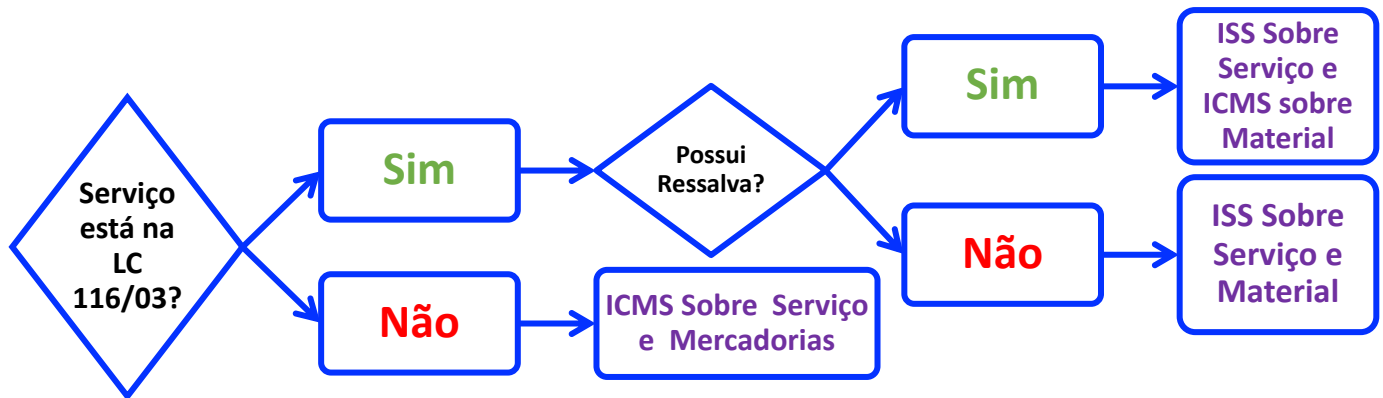 Serviço
está na
LC
116/03?
Sim
Não
ICMS Sobre Serviço
e Mercadorias
Possui
Ressalva?
Sim
Não
ISS Sobre
Serviço e
ICMS sobre
Material
ISS Sobre
Serviço e
Material